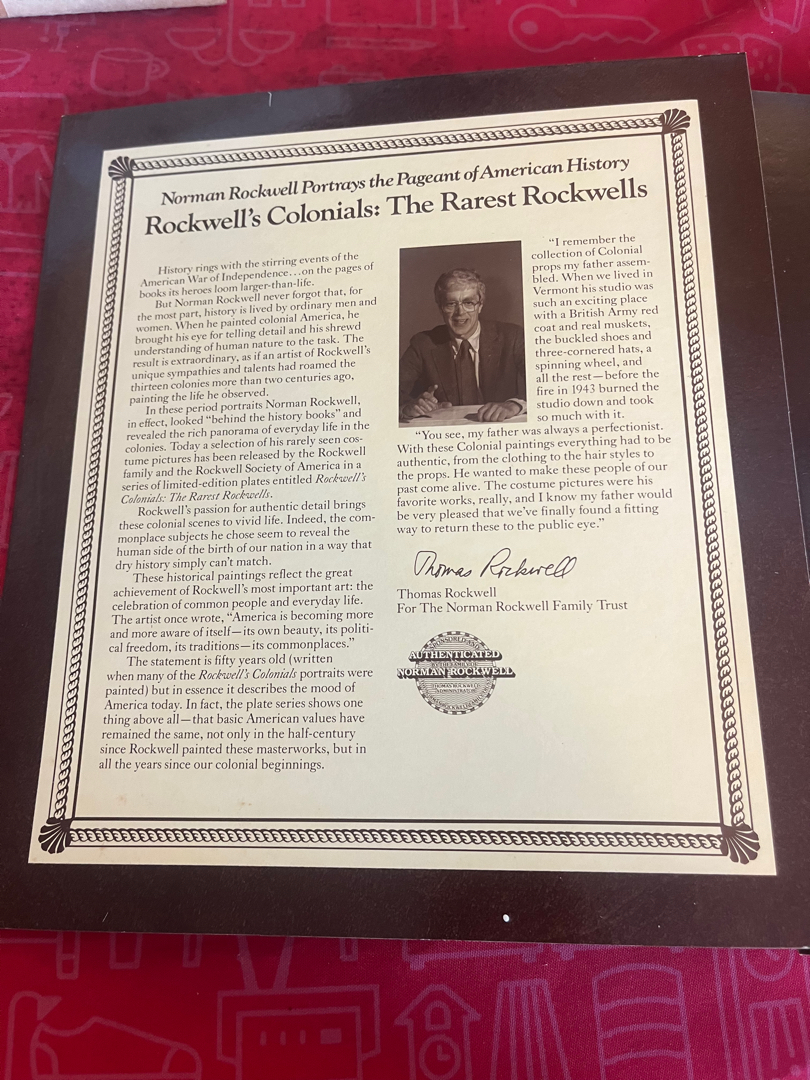 Norman Rockwell Portrays the Pageant of American History
Rockwell's Colonials: The Rarest Rockwells
History rings with the stirring events of the
American War of Independence...on the pages of
books its heroes loom larger-than-life.
But Norman Rockwell never forgot that, for
the most part, history is lived by ordinary men and
women. When he painted colonial America, he
brought his eye for telling detail and his shrewd
understanding of human nature to the task. The
result is extraordinary, as if an artist of Rockwell's
unique sympathies and talents had roamed the
thirteen colonies more than two centuries ago,
painting the life he observed.
In these period portraits Norman Rockwell,
in effect, looked "behind the history books" and
revealed the rich panorama of everyday life in the
colonies. Today a selection of his rarely seen cos-
tume pictures has been released by the Rockwell
family and the Rockwell Society of America in a
series of limited-edition plates entitled Rockwell's
Colonials: The Rarest Rockwells.
Rockwell's passion for authentic detail brings
these colonial scenes to vivid life. Indeed, the com-
monplace subjects he chose seem to reveal the
human side of the birth of our nation in a way that
dry history simply can't match.
These historical paintings reflect the great
achievement of Rockwell's most important art: the
celebration of common people and everyday life.
The artist once wrote, "America is becoming more
and more aware of itself—its own beauty, its politi-
cal freedom, its traditions—its commonplaces."
The statement is fifty years old (written
when many of the Rockwell's Colonials portraits were
painted) but in essence it describes the mood of
America today. In fact, the plate series shows one
thing above all—that basic American values have
remained the same, not only in the half-century
since Rockwell painted these masterworks, but in
all the years since our colonial beginnings.
"I remember the
collection of Colonial
props my father assem-
bled. When we lived in
Vermont his studio was
such an exciting place
with a British Army red
coat and real muskets,
the buckled shoes and
three-cornered hats, a
spinning wheel, and
all the rest—before the
fire in 1943 burned the
studio down and took
so much with it.
"You see, my father was always a perfectionist.
With these Colonial paintings everything had to be
authentic, from the clothing to the hair styles to
the props. He wanted to make these people of our
past come alive. The costume pictures were his
favorite works, really, and I know my father would
be very pleased that we've finally found a fitting
way to return these to the public eye."
Thomas Rockwell
Thomas Rockwell
For The Norman Rockwell Family Trust
AUTHENTICATED
NORMAN ROCKWELL
THOMAS ROCKWELL
ADMINISTRATOR